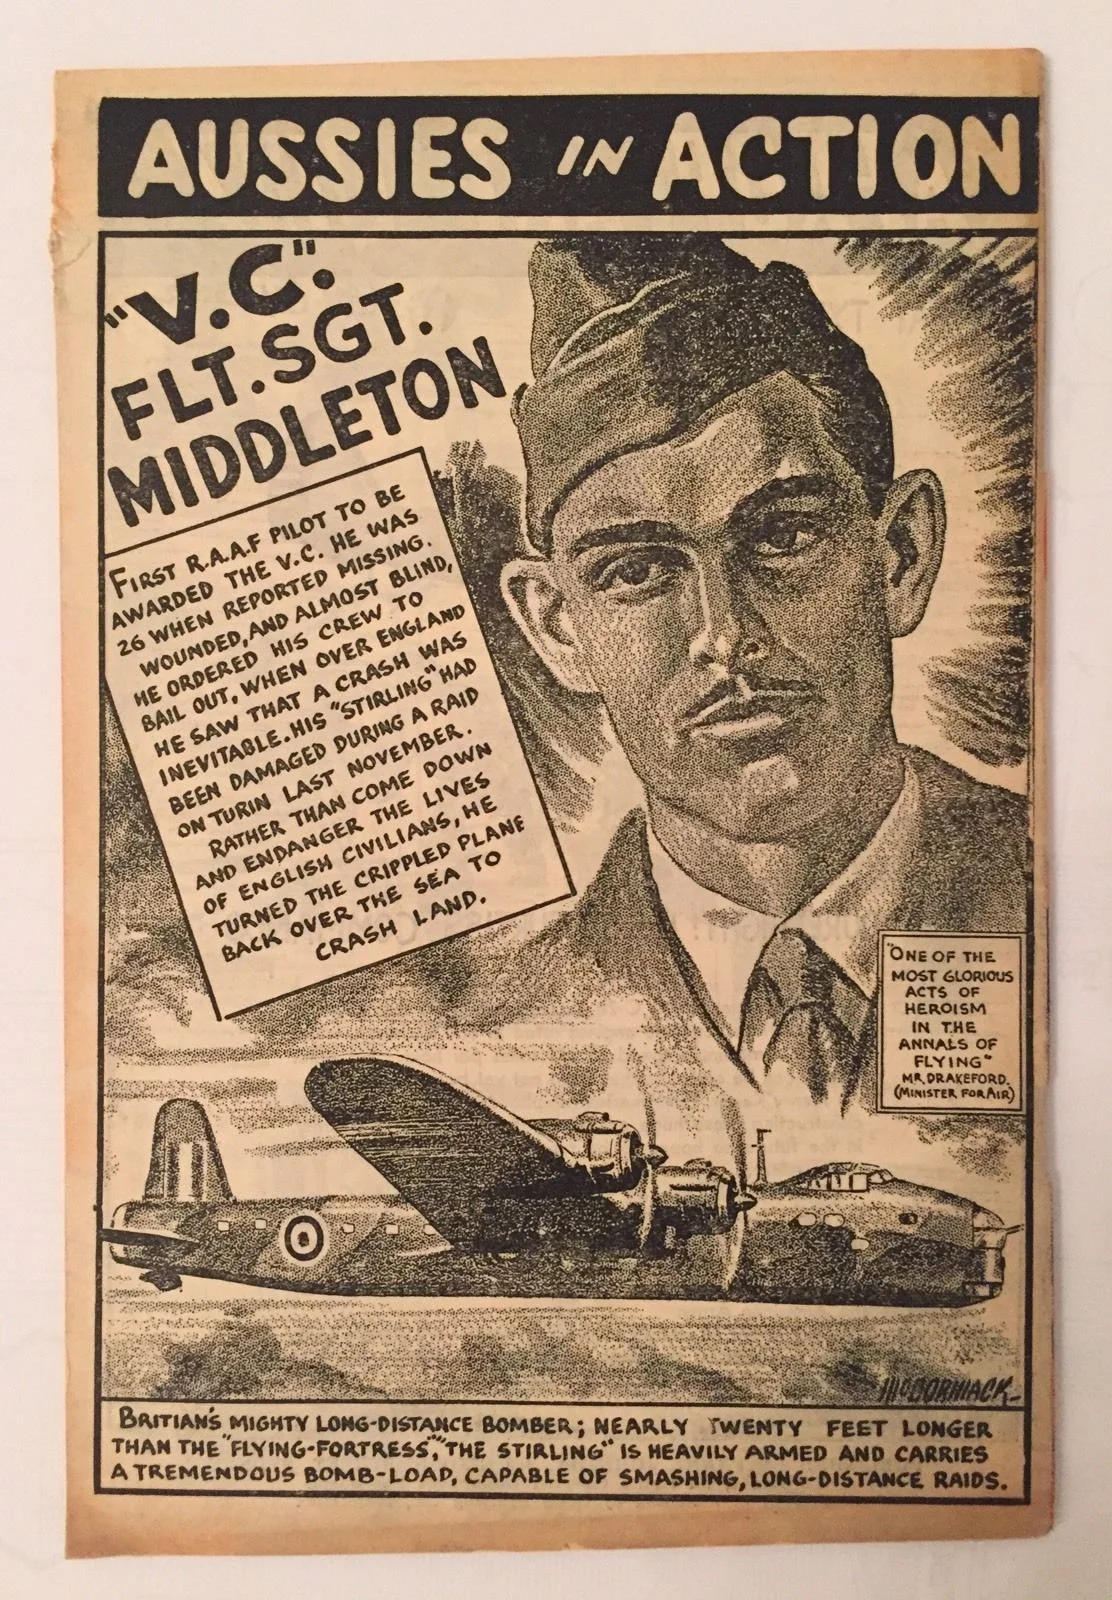 AUSSIES IN ACTION
"V.C".
FLT. SGT.
MIDDLETON
FIRST R.A.A.F PILOT TO BE
AWARDED THE V.C. HE WAS
26 WHEN REPORTED MISSING.
WOUNDED, AND ALMOST BLIND,
HE ORDERED HIS CREW TO
BAIL OUT, WHEN OVER ENGLAND
HE SAW THAT A CRASH WAS
INEVITABLE. HIS "STIRLING" HAD
BEEN DAMAGED DURING A RAID
ON TURIN LAST NOVEMBER.
RATHER THAN COME DOWN
AND ENDANGER THE LIVES
OF ENGLISH CIVILIANS, HE
TURNED THE CRIPPLED PLANE
BACK OVER THE SEA TO
CRASH LAND.
"ONE OF THE
MOST GLORIOUS
ACTS OF
HEROISM
IN THE
ANNALS OF
FLYING"
MR. DRAKEFORD.
(MINISTER FOR AIR)
McCORMACK
BRITIAN'S MIGHTY LONG-DISTANCE BOMBER; NEARLY TWENTY FEET LONGER
THAN THE "FLYING-FORTRESS", "THE STIRLING" IS HEAVILY ARMED AND CARRIES
A TREMENDOUS BOMB-LOAD, CAPABLE OF SMASHING, LONG-DISTANCE RAIDS.